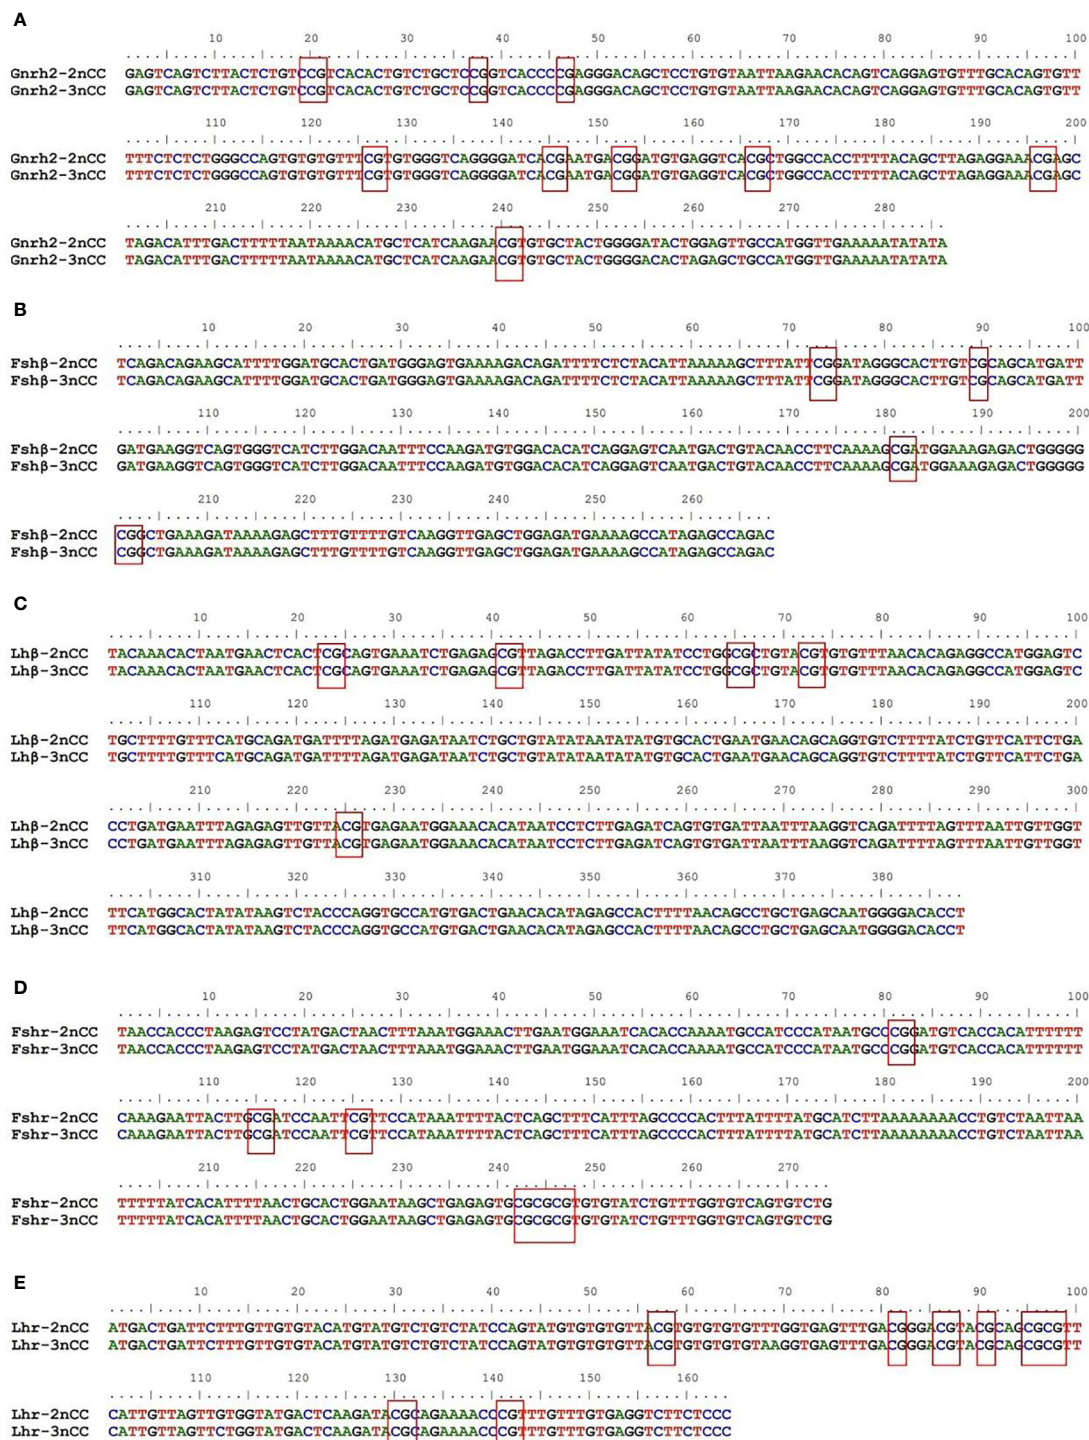 A
10 20 30 40 50 60 70 80 90 100
Gnrh2-2nCC GAGTCAGTCTTACTCTGTCCGTCACACTGTCTGCTCCGGTCACCCCGAGGGACAGCTCCTGTGTAATTAAGAACACAGTCAGGAGTGTTTGCACAGTGTT
Gnrh2-3nCC GAGTCAGTCTTACTCTGTCCGTCACACTGTCTGCTCCGGTCACCCCGAGGGACAGCTCCTGTGTAATTAAGAACACAGTCAGGAGTGTTTGCACAGTGTT
110 120 130 140 150 160 170 180 190 200
Gnrh2-2nCC TTTCTCTCTGGGCCAGTGTGTGTTTCGTGTGGGTCAGGGGATCACGAATGACGGATGTGAGGTCACGCTGGCCACCTTTTACAGCTTAGAGGAAACGAGC
Gnrh2-3nCC TTTCTCTCTGGGCCAGTGTGTGTTTCGTGTGGGTCAGGGGATCACGAATGACGGATGTGAGGTCACGCTGGCCACCTTTTACAGCTTAGAGGAAACGAGC
210 220 230 240 250 260 270 280
Gnrh2-2nCC TAGACATTTGACTTTTTAATAAAACATGCTCATCAAGAACGTGTGCTACTGGGGATACTGGAGTTGCCATGGTTGAAAAATATATA
Gnrh2-3nCC TAGACATTTGACTTTTTAATAAAACATGCTCATCAAGAACGTGTGCTACTGGGGACACTAGAGCTGCCATGGTTGAAAAATATATA
B
10 20 30 40 50 60 70 80 90 100
Fshβ-2nCC TCAGACAGAAGCATTTTGGATGCACTGATGGGAGTGAAAAGACAGATTTTCTCTACATTAAAAAGCTTTATTCGGATAGGGCACTTGTCGCAGCATGATT
Fshβ-3nCC TCAGACAGAAGCATTTTGGATGCACTGATGGGAGTGAAAAGACAGATTTTCTCTACATTAAAAAGCTTTATTCGGATAGGGCACTTGTCGCAGCATGATT
110 120 130 140 150 160 170 180 190 200
Fshβ-2nCC GATGAAGGTCAGTGGGTCATCTTGGACAATTTCCAAGATGTGGACACATCAGGAGTCAATGACTGTACAACCTTCAAAAGCGATGGAAAGAGACTGGGGG
Fshβ-3nCC GATGAAGGTCAGTGGGTCATCTTGGACAATTTCCAAGATGTGGACACATCAGGAGTCAATGACTGTACAACCTTCAAAAGCGATGGAAAGAGACTGGGGG
210 220 230 240 250 260
Fshβ-2nCC CGGCTGAAAGATAAAAGAGCTTTGTTTTGTCAAGGTTGAGCTGGAGATGAAAAGCCATAGAGCCAGAC
Fshβ-3nCC CGGCTGAAAGATAAAAGAGCTTTGTTTTGTCAAGGTTGAGCTGGAGATGAAAAGCCATAGAGCCAGAC
C
10 20 30 40 50 60 70 80 90 100
Lhβ-2nCC TACAAACACTAATGAACTCACTCGCAGTGAAATCTGAGAGCGTTAGACCTTGATTATATCCTGGCGCTGTACGTGTGTTTAACACAGAGGCCATGGAGTC
Lhβ-3nCC TACAAACACTAATGAACTCACTCGCAGTGAAATCTGAGAGCGTTAGACCTTGATTATATCCTGGCGCTGTACGTGTGTTTAACACAGAGGCCATGGAGTC
110 120 130 140 150 160 170 180 190 200
Lhβ-2nCC TGCTTTTGTTTCATGCAGATGATTTTAGATGAGATAATCTGCTGTATATAATATATGTGCACTGAATGAACAGCAGGTGTCTTTTATCTGTTCATTCTGA
Lhβ-3nCC TGCTTTTGTTTCATGCAGATGATTTTAGATGAGATAATCTGCTGTATATAATATATGTGCACTGAATGAACAGCAGGTGTCTTTTATCTGTTCATTCTGA
210 220 230 240 250 260 270 280 290 300
Lhβ-2nCC CCTGATGAATTTAGAGAGTTGTTACGTGAGAATGGAAACACATAATCCTCTTGAGATCAGTGTGATTAATTTAAGGTCAGATTTTAGTTTAATTGTTGGT
Lhβ-3nCC CCTGATGAATTTAGAGAGTTGTTACGTGAGAATGGAAACACATAATCCTCTTGAGATCAGTGTGATTAATTTAAGGTCAGATTTTAGTTTAATTGTTGGT
310 320 330 340 350 360 370 380
Lhβ-2nCC TTCATGGCACTATATAAGTCTACCCAGGTGCCATGTGACTGAACACATAGAGCCACTTTTAACAGCCTGCTGAGCAATGGGGACACCT
Lhβ-3nCC TTCATGGCACTATATAAGTCTACCCAGGTGCCATGTGACTGAACACATAGAGCCACTTTTAACAGCCTGCTGAGCAATGGGGACACCT
D
10 20 30 40 50 60 70 80 90 100
Fshr-2nCC TAACCACCCTAAGAGTCCTATGACTAACTTTAAATGGAAACTTGAATGGAAATCACACCAAAATGCCATCCCATAATGCCCGGATGTCACCACATTTTTT
Fshr-3nCC TAACCACCCTAAGAGTCCTATGACTAACTTTAAATGGAAACTTGAATGGAAATCACACCAAAATGCCATCCCATAATGCCCGGATGTCACCACATTTTTT
110 120 130 140 150 160 170 180 190 200
Fshr-2nCC CAAAGAATTACTTGCGATCCAATTCGTTCCATAAATTTTACTCAGCTTTCATTTAGCCCCACTTTATTTTATGCATCTTAAAAAAAACCTGTCTAATTAA
Fshr-3nCC CAAAGAATTACTTGCGATCCAATTCGTTCCATAAATTTTACTCAGCTTTCATTTAGCCCCACTTTATTTTATGCATCTTAAAAAAAACCTGTCTAATTAA
210 220 230 240 250 260 270
Fshr-2nCC TTTTTATCACATTTTAACTGCACTGGAATAAGCTGAGAGTGCGCGCGTGTGTATCTGTTTGGTGTCAGTGTCTG
Fshr-3nCC TTTTTATCACATTTTAACTGCACTGGAATAAGCTGAGAGTGCGCGCGTGTGTATCTGTTTGGTGTCAGTGTCTG
E
10 20 30 40 50 60 70 80 90 100
Lhr-2nCC ATGACTGATTCTTTGTTGTGTACATGTATGTCTGTCTATCCAGTATGTGTGTGTTACGTGTGTGTGTTTGGTGAGTTTGACGGGACGTACGCAGCGCGTT
Lhr-3nCC ATGACTGATTCTTTGTTGTGTACATGTATGTCTGTCTATCCAGTATGTGTGTGTTACGTGTGTGTGTAAGGTGAGTTTGACGGGACGTACGCAGCGCGTT
110 120 130 140 150 160
Lhr-2nCC CATTGTTAGTTGTGGTATGACTCAAGATACGCAGAAAACCCGTTTGTTTGTGAGGTCTTCTCCC
Lhr-3nCC CATTGTTAGTTCTGGTATGACTCAAGATACGCAGAAAACCCGTTTGTTTGTGAGGTCTTCTCCC